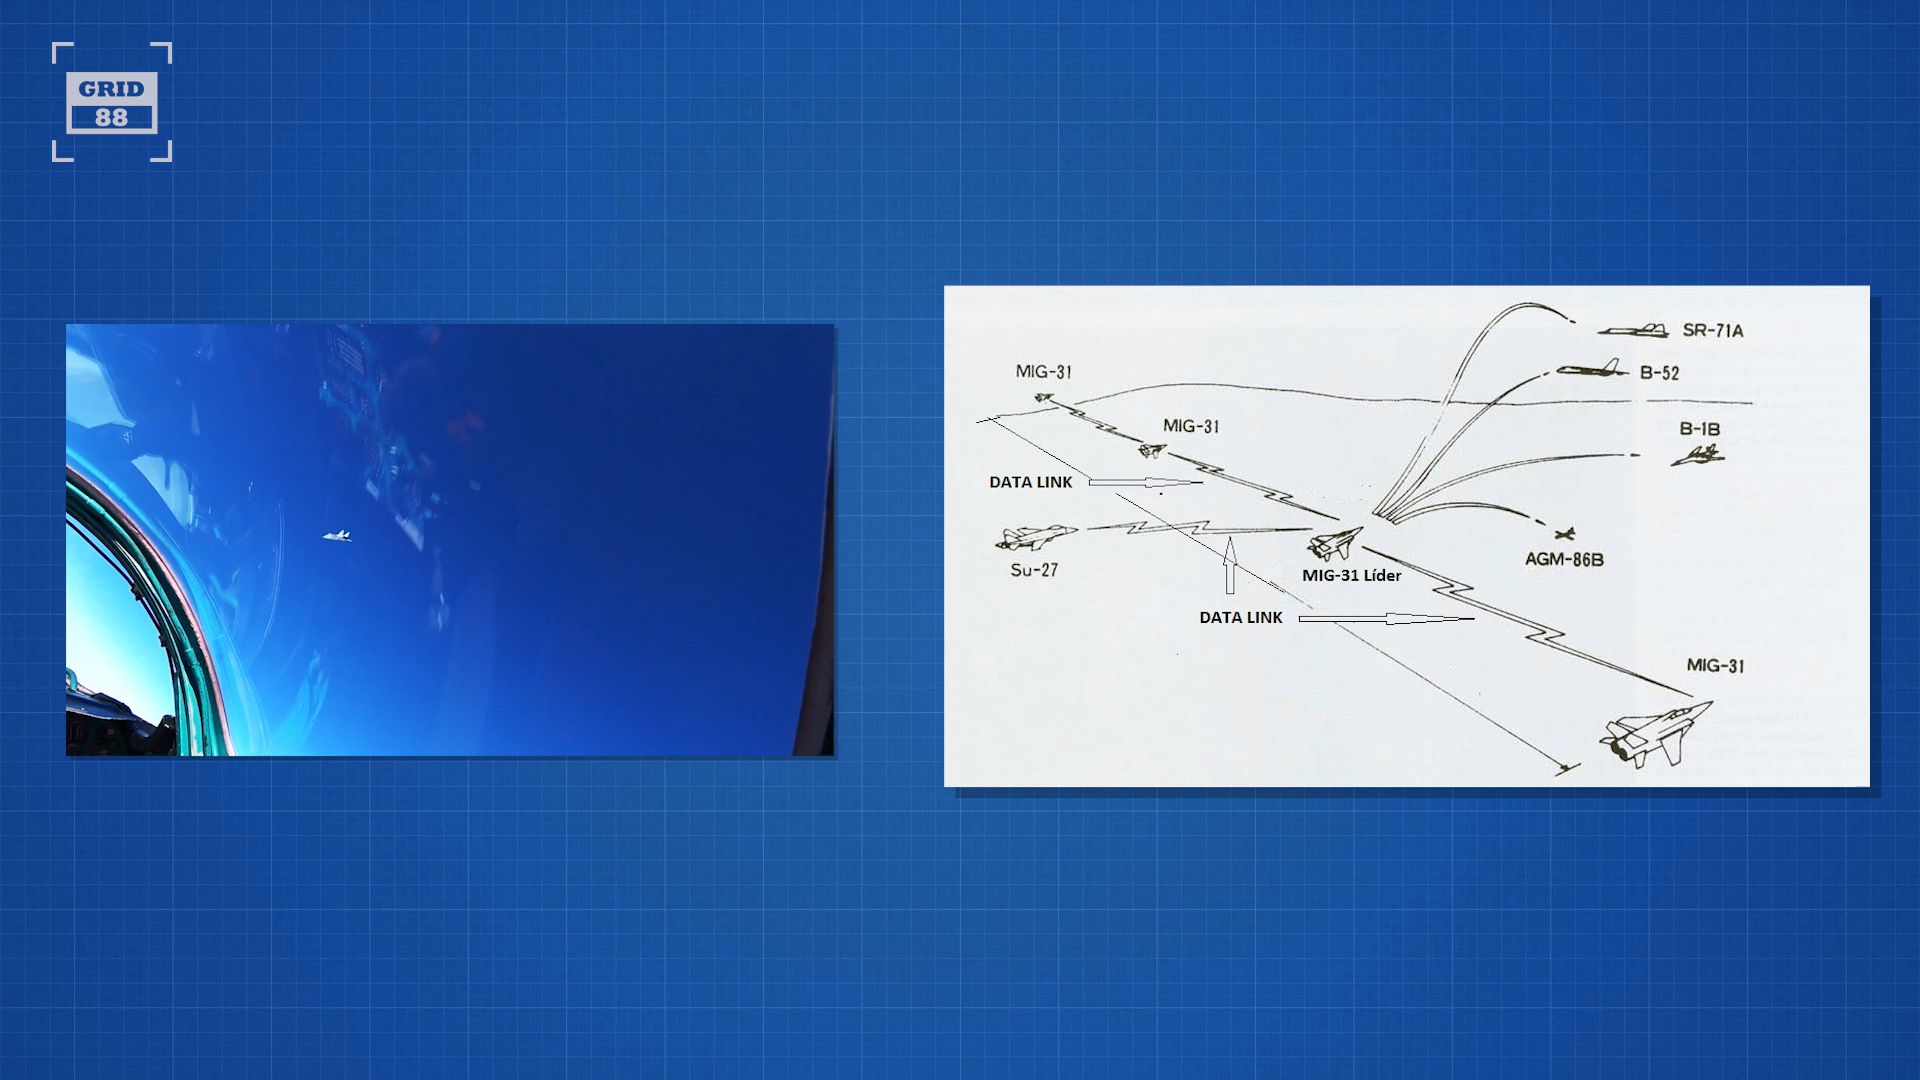 GRID
88
SR-71A
MIG-31
B-52
MIG-31
B-1B
DATA LINK
AGM-86B
Su-27
MIG-31 Líder
DATA LINK
MIG-31